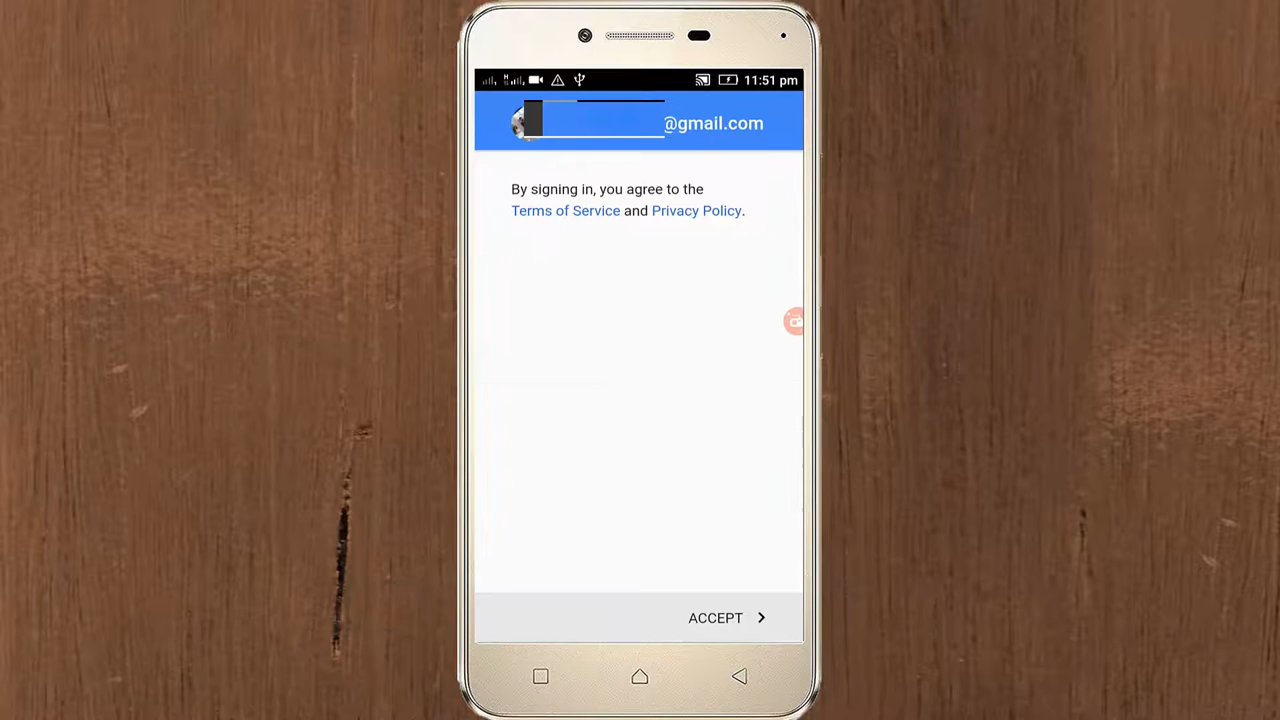 11:51 pm
@gmail.com
By signing in, you agree to the
Terms of Service and Privacy Policy.
ACCEPT